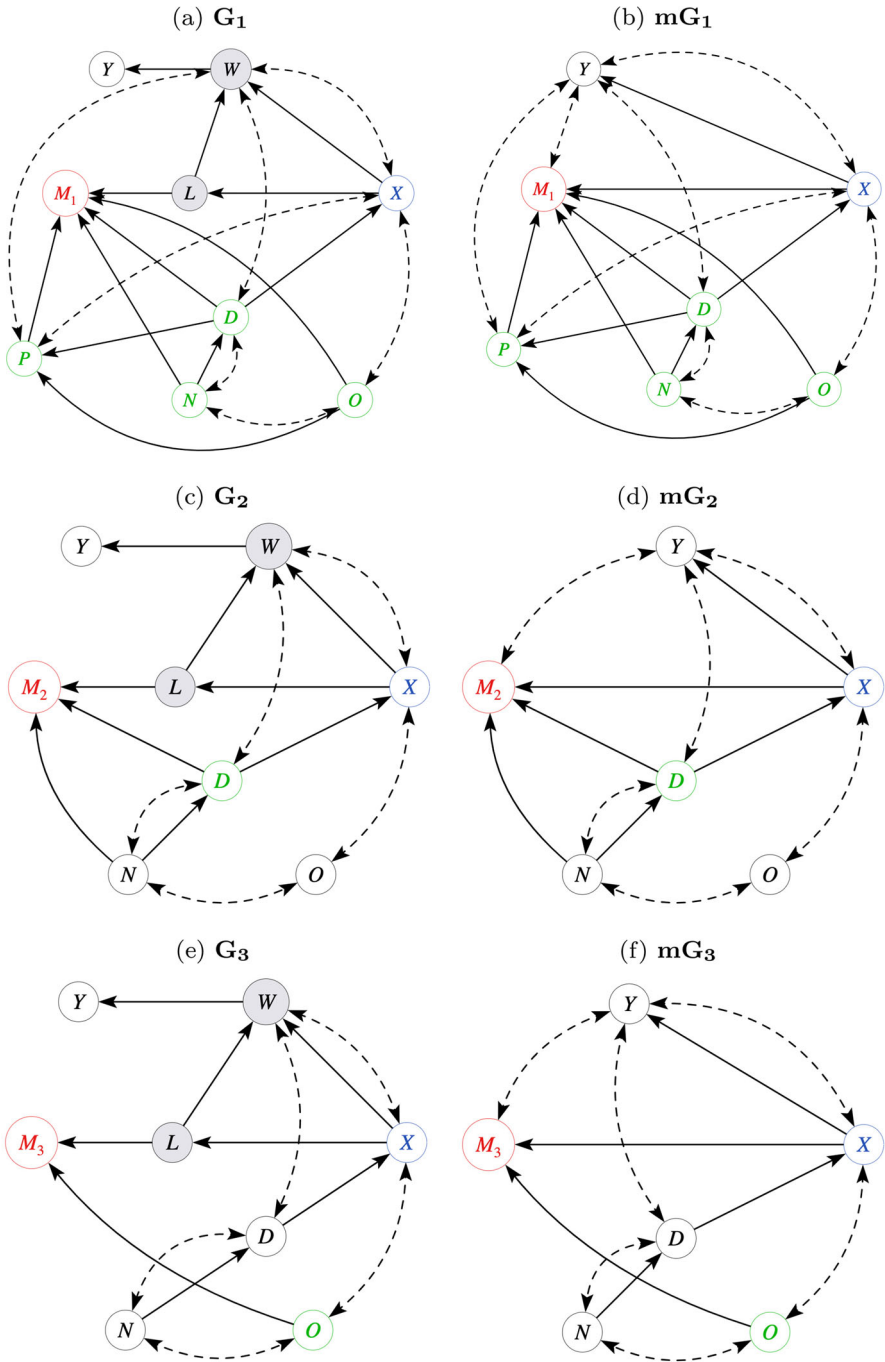 (a) G₁
(b) mG₁
Y
W
Y
M₁
L
X
M₁
X
D
D
P
P
N
O
N
O
(c) G₂
(d) mG₂
Y
W
Y
M₂
L
X
M₂
X
D
D
N
O
N
O
(e) G₃
(f) mG₃
Y
W
Y
M₃
L
X
M₃
X
D
D
N
O
N
O